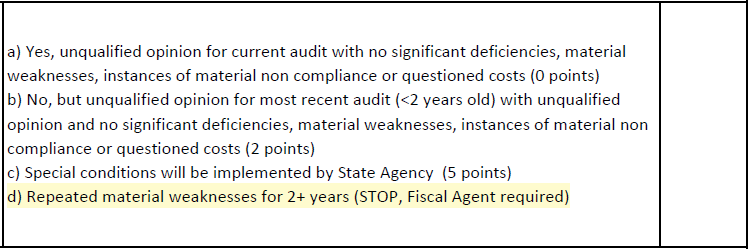 a) Yes, unqualified opinion for current audit with no significant deficiencies, material
weaknesses, instances of material non compliance or questioned costs (0 points)
b) No, but unqualified opinion for most recent audit (<2 years old) with unqualified
opinion and no significant deficiencies, material weaknesses, instances of material non
compliance or questioned costs (2 points)
c) Special conditions will be implemented by State Agency  (5 points)
d) Repeated material weaknesses for 2+ years (STOP, Fiscal Agent required)